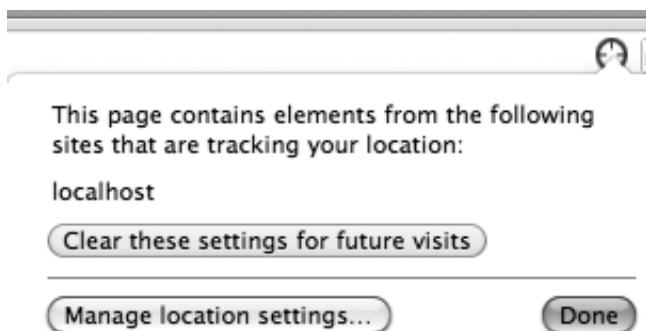 This page contains elements from the following
sites that are tracking your location:
localhost
Clear these settings for future visits
Manage location settings...
Done